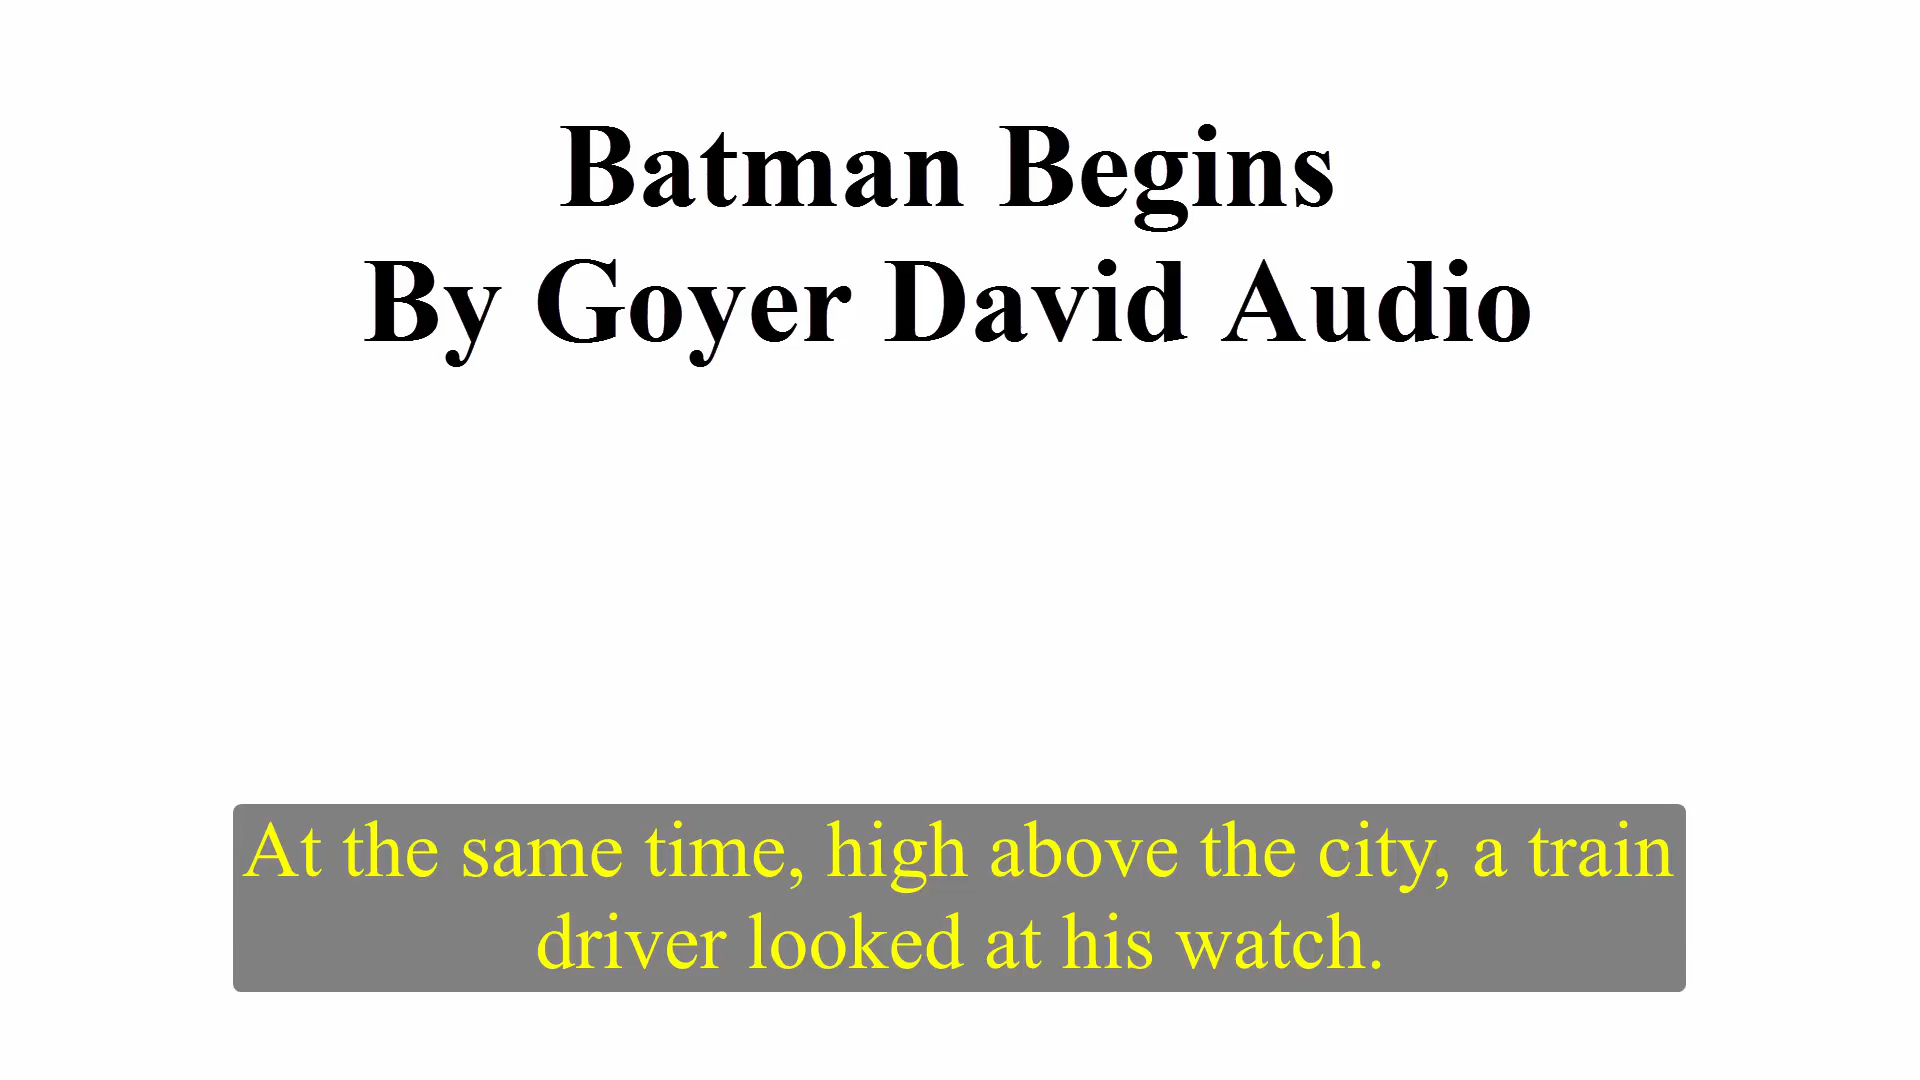 Batman Begins
By Goyer David Audio
At the same time, high above the city, a train
driver looked at his watch.